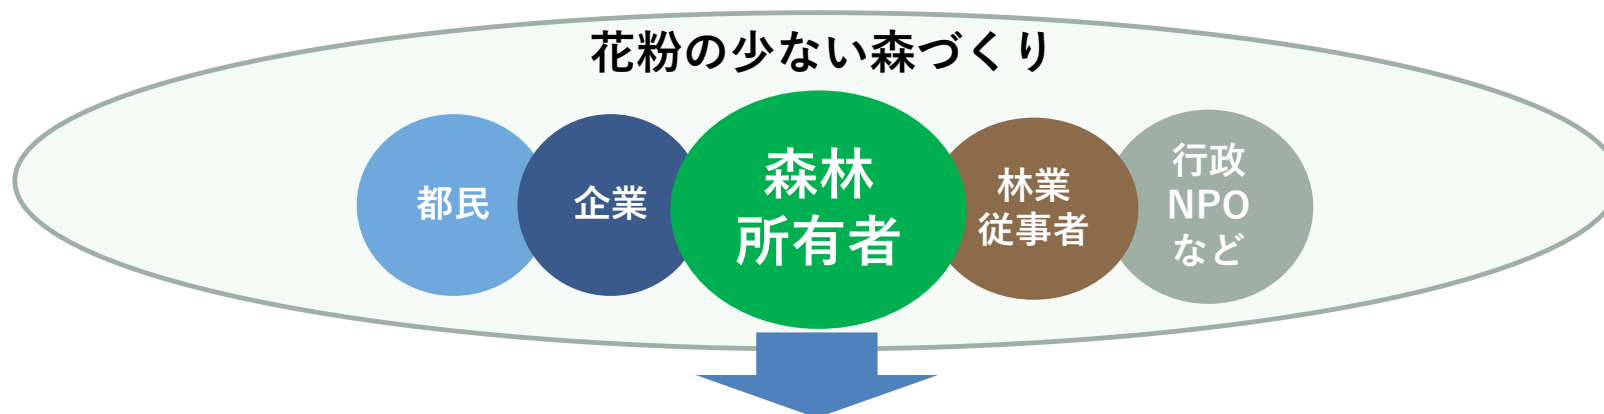 花粉の少ない森づくり
都民
企業
森林
所有者
林業
従事者
行政
NPO
など